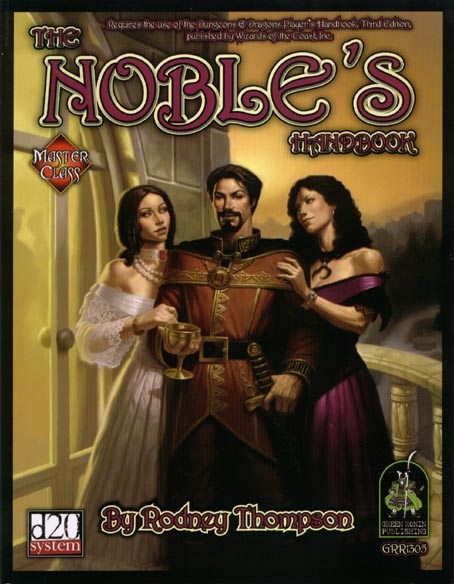 Requires the use of the Dungeons & Dragons Player's Handbook, Third Edition,
published by Wizards of the Coast, Inc.
THE
NOBLE'S
HANDBOOK
MASTER
CLASS
By Rodney Thompson
d20
system
GREEN RONIN
PUBLISHING
GRR1305